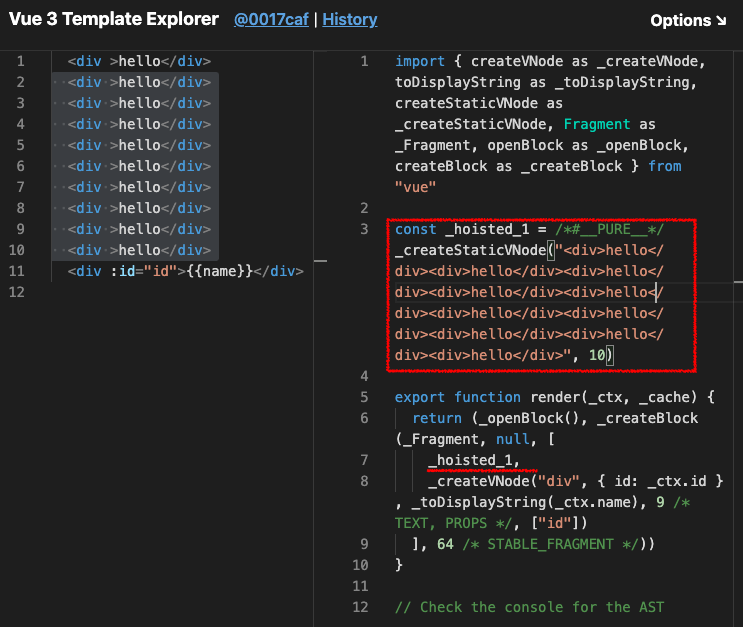 Vue 3 Template Explorer @0017caf | History
Options ↘
1 <div >hello</div>
2 <div >hello</div>
3 <div >hello</div>
4 <div >hello</div>
5 <div >hello</div>
6 <div >hello</div>
7 <div >hello</div>
8 <div >hello</div>
9 <div >hello</div>
10 <div >hello</div>
11 <div :id="id">{{name}}</div>
12
1 import { createVNode as _createVNode,
toDisplayString as _toDisplayString,
createStaticVNode as
_createStaticVNode, Fragment as
_Fragment, openBlock as _openBlock,
createBlock as _createBlock } from
"vue"
2
3 const _hoisted_1 = /*#__PURE__*/
_createStaticVNode("<div>hello</
div><div>hello</div><div>hello</
div><div>hello</div><div>hello</
div><div>hello</div><div>hello</
div><div>hello</div><div>hello</
div><div>hello</div>", 10)
4
5 export function render(_ctx, _cache) {
6 return (_openBlock(), _createBlock
(_Fragment, null, [
7 _hoisted_1,
8 _createVNode("div", { id: _ctx.id }
, _toDisplayString(_ctx.name), 9 /*
TEXT, PROPS */, ["id"])
9 ], 64 /* STABLE_FRAGMENT */))
10 }
11
12 // Check the console for the AST